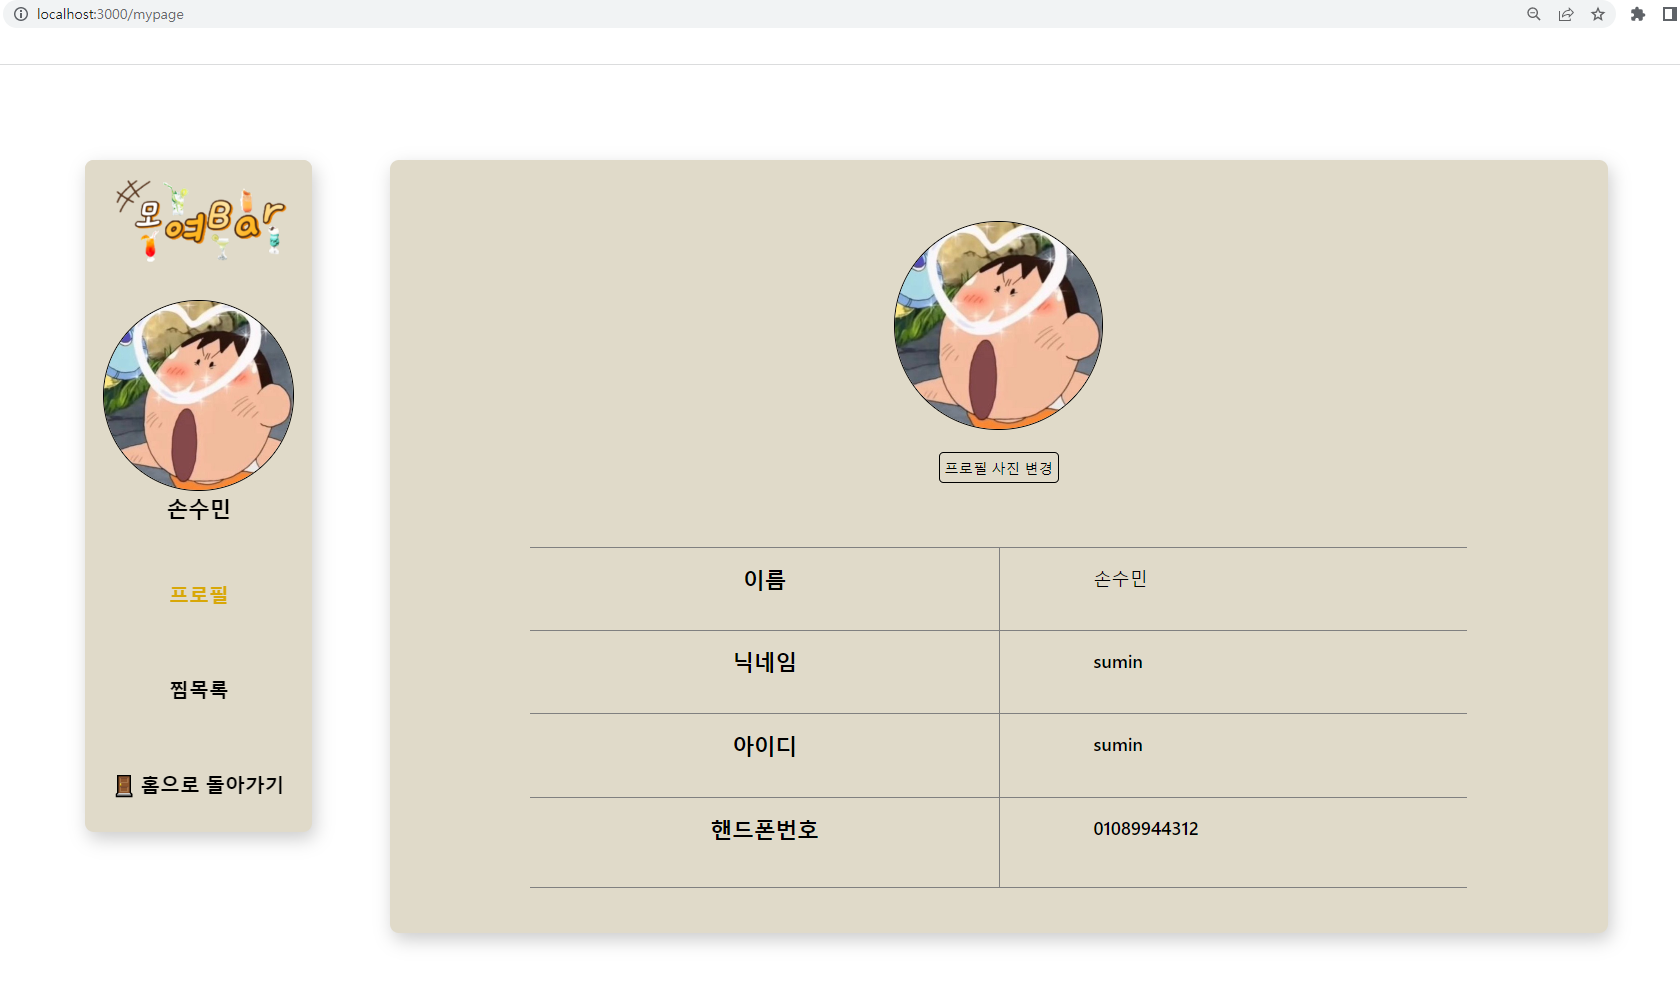 localhost:3000/mypage
모여Bar
손수민
프로필
찜목록
홈으로 돌아가기
프로필 사진 변경
이름 손수민
닉네임 sumin
아이디 sumin
핸드폰번호 01089944312